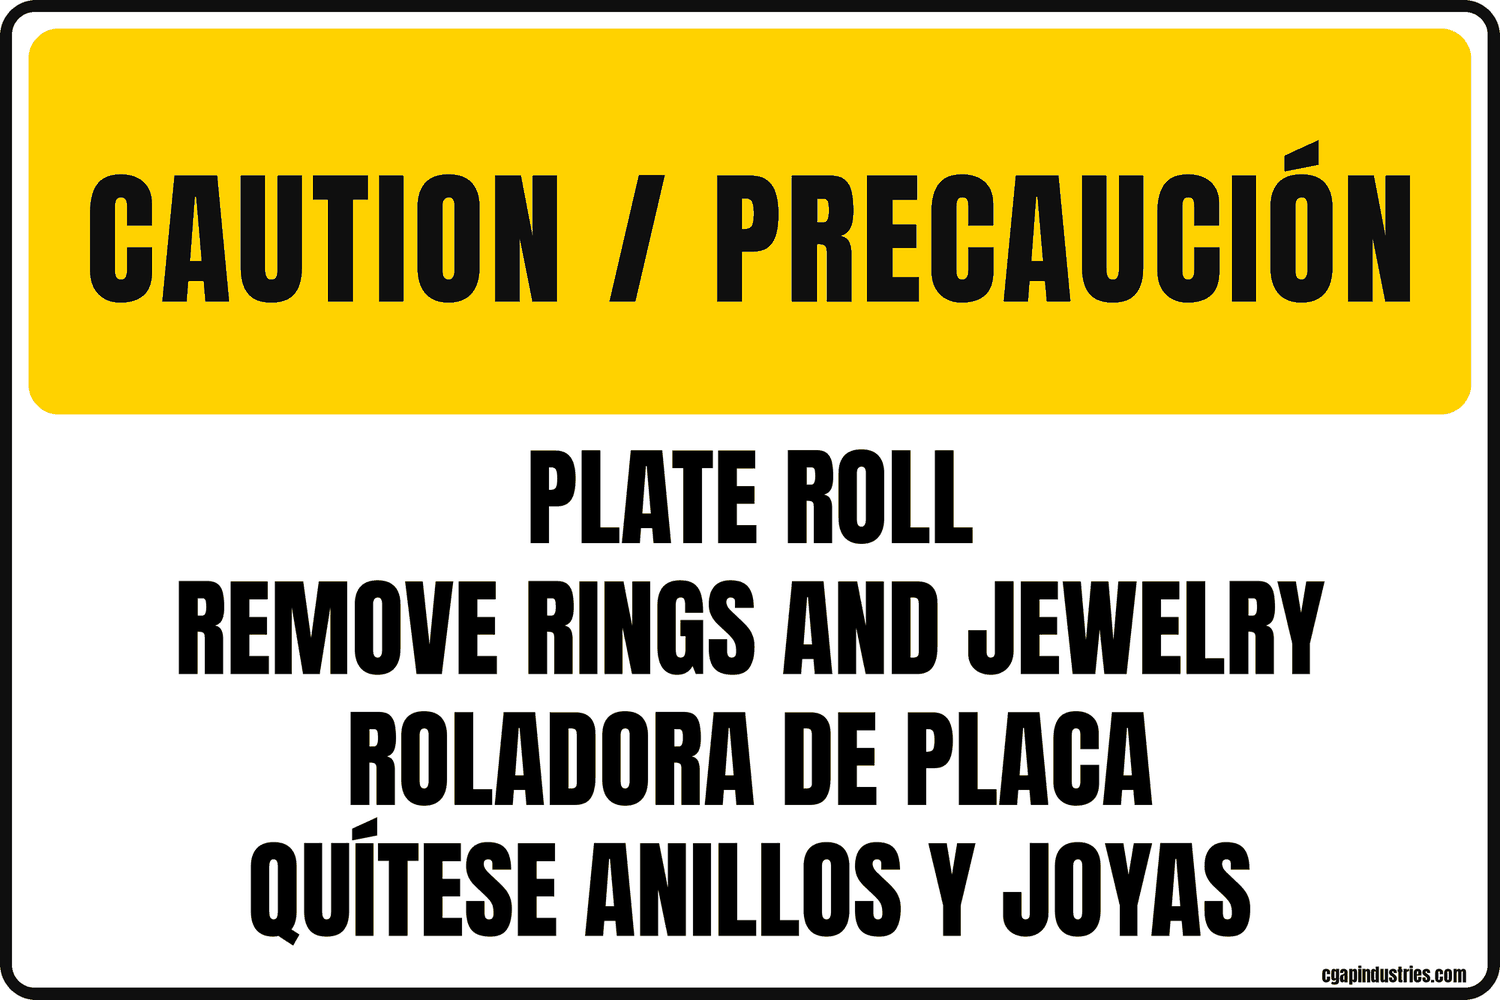 CAUTION / PRECAUCIÓN
PLATE ROLL
REMOVE RINGS AND JEWELRY
ROLADORA DE PLACA
QUÍTESE ANILLOS Y JOYAS
cgapindustries.com